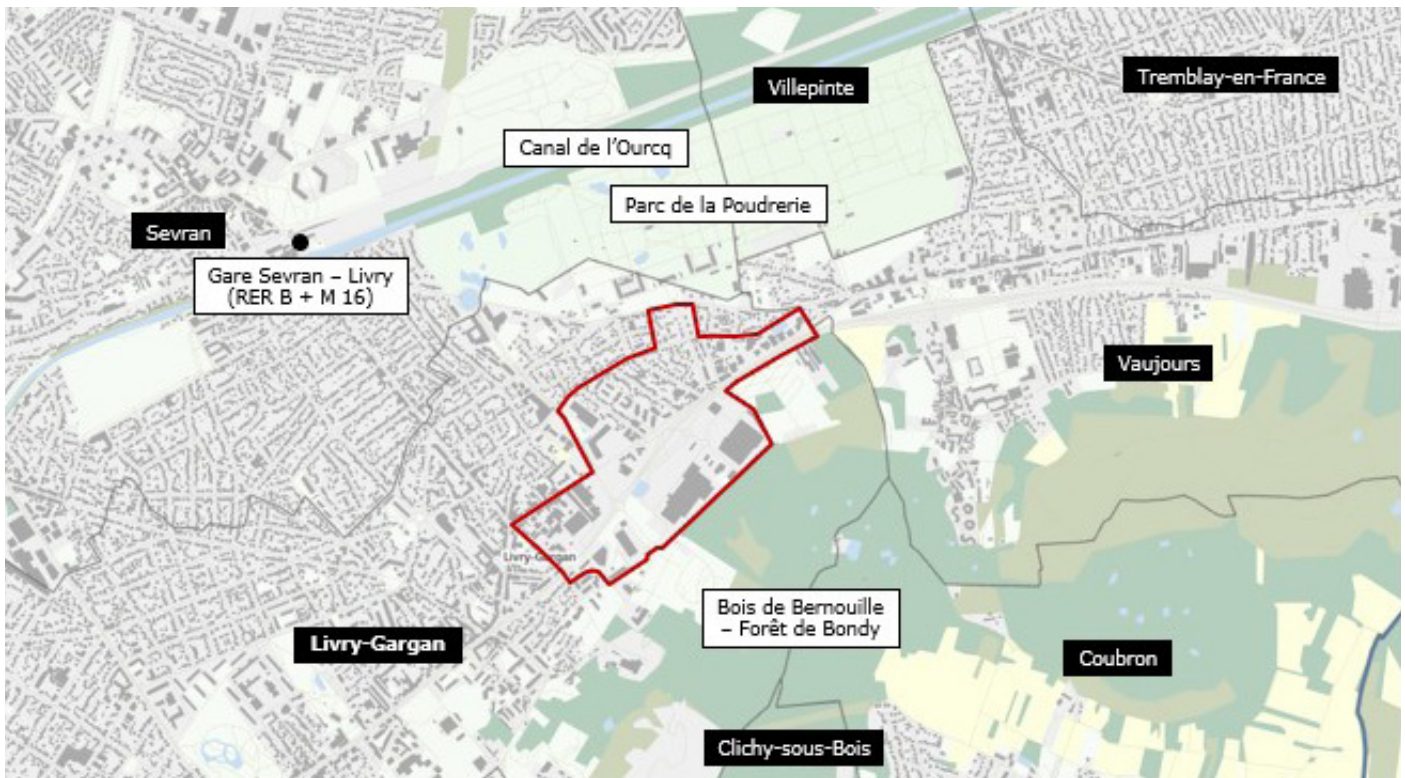 Villepinte
Tremblay-en-France
Canal de l'Ourcq
Parc de la Poudrerie
Sevran
Gare Sevran – Livry
(RER B + M 16)
Vaujours
Livry-Gargan
Bois de Bernouille
– Forêt de Bondy
Livry-Gargan
Coubron
Clichy-sous-Bois